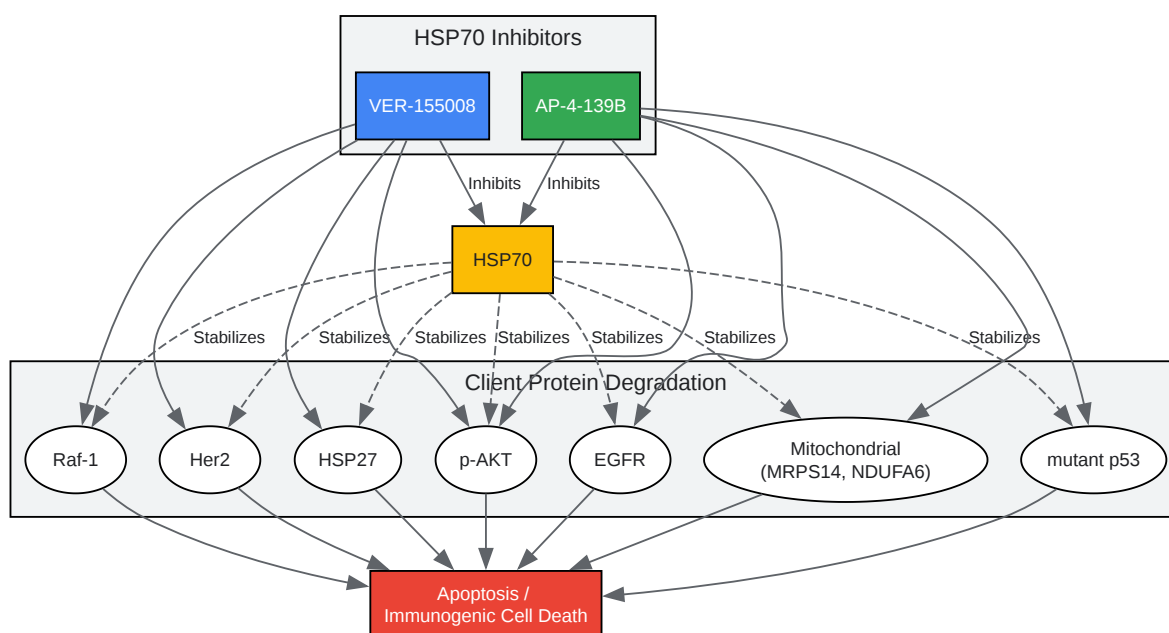 HSP70 Inhibitors
VER-155008
AP-4-139B
Inhibits
Inhibits
HSP70
Stabilizes
Stabilizes
Stabilizes
Stabilizes
Stabilizes
Stabilizes
Stabilizes
Client Protein Degradation
Raf-1
Her2
HSP27
p-AKT
EGFR
Mitochondrial
(MRPS14, NDUFA6)
mutant p53
Apoptosis /
Immunogenic Cell Death